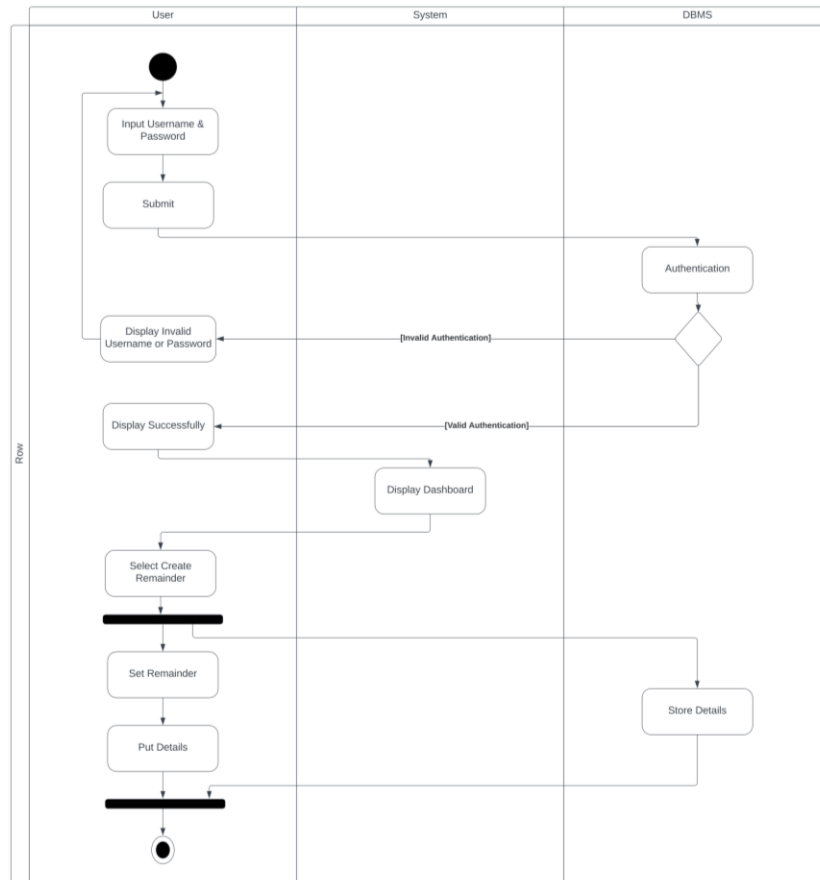 User
System
DBMS
Row
Input Username &
Password
Submit
Authentication
Display Invalid
Username or Password
[Invalid Authentication]
Display Successfully
[Valid Authentication]
Display Dashboard
Select Create
Remainder
Set Remainder
Store Details
Put Details